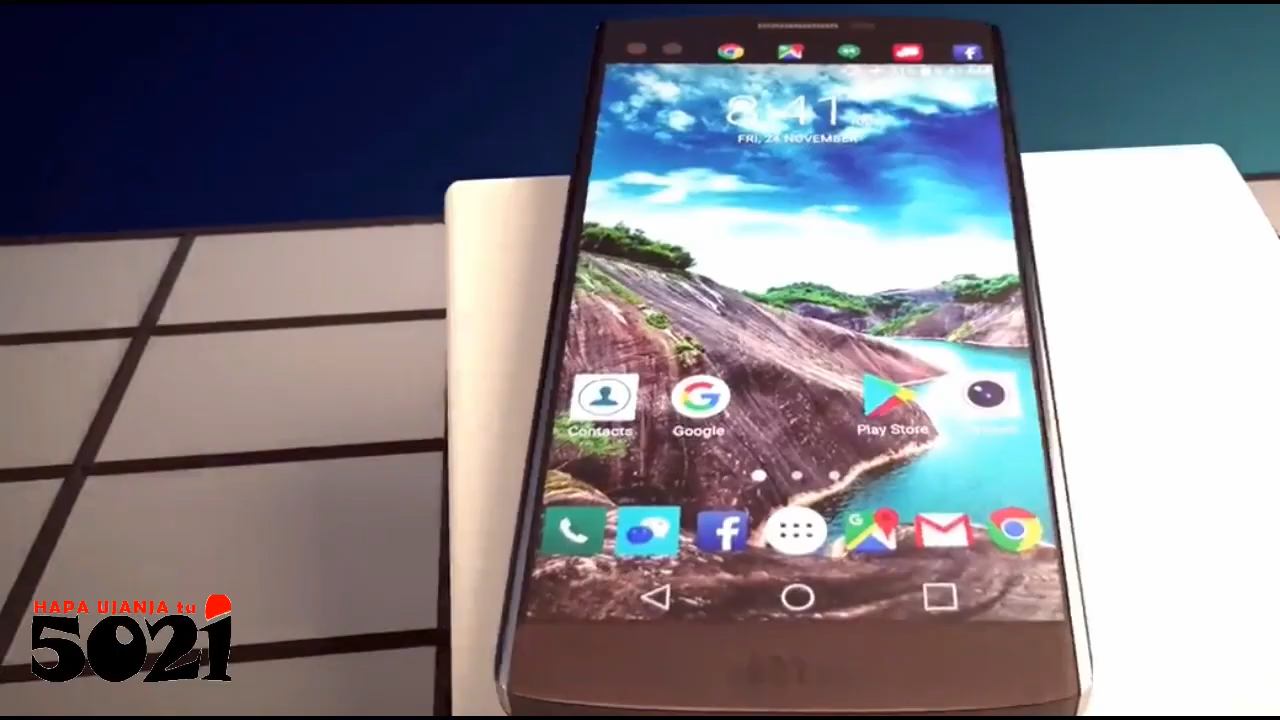 8:41
FRI, 24 NOVEMBER
Contacts
Google
Play Store
HAPA UJANJA tu
5021